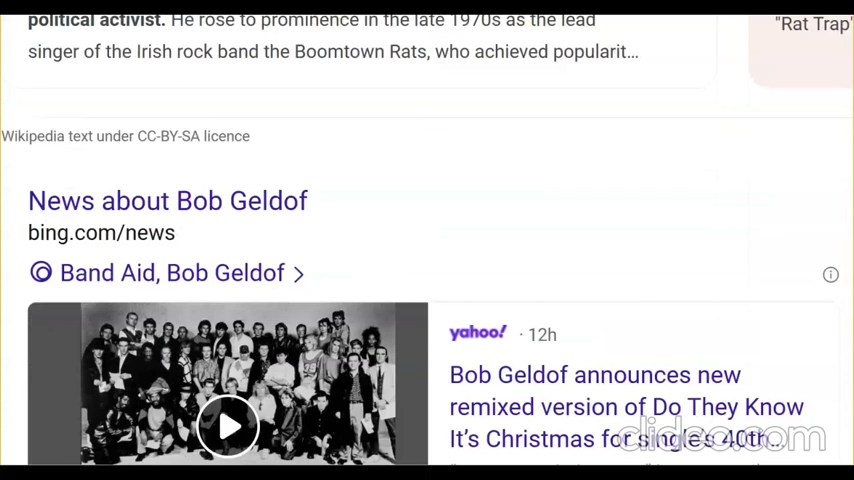 political activist. He rose to prominence in the late 1970s as the lead
singer of the Irish rock band the Boomtown Rats, who achieved popularit...
"Rat Trap"
Wikipedia text under CC-BY-SA licence
News about Bob Geldof
bing.com/news
Band Aid, Bob Geldof >
yahoo! · 12h
Bob Geldof announces new
remixed version of Do They Know
It's Christmas for single's 40th...
clideo.com